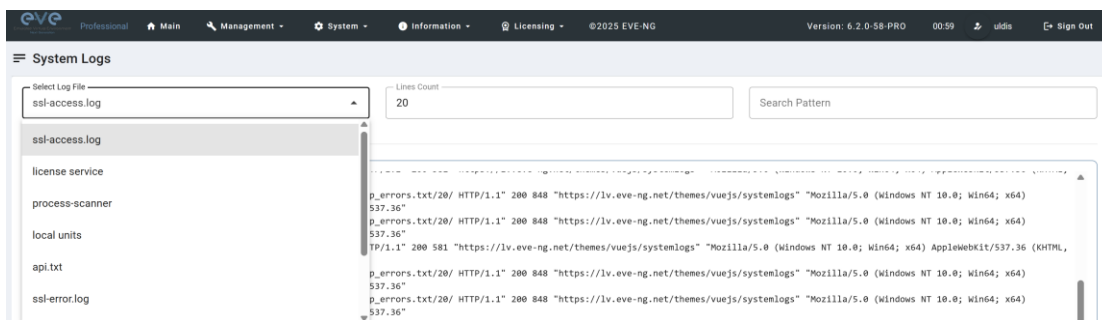 eve Professional Main Management System Information Licensing ©2025 EVE-NG Version: 6.2.0-58-PRO 00:59 uldis Sign Out
System Logs
Select Log File
ssl-access.log
Lines Count
20
Search Pattern
ssl-access.log
license service
process-scanner
local units
api.txt
ssl-error.log
p_errors.txt/20/ HTTP/1.1" 200 848 "https://lv.eve-ng.net/themes/vuejs/systemlogs" "Mozilla/5.0 (Windows NT 10.0; Win64; x64)
537.36"
p_errors.txt/20/ HTTP/1.1" 200 848 "https://lv.eve-ng.net/themes/vuejs/systemlogs" "Mozilla/5.0 (Windows NT 10.0; Win64; x64)
537.36"
TP/1.1" 200 581 "https://lv.eve-ng.net/themes/vuejs/systemlogs" "Mozilla/5.0 (Windows NT 10.0; Win64; x64) AppleWebKit/537.36 (KHTML,
p_errors.txt/20/ HTTP/1.1" 200 848 "https://lv.eve-ng.net/themes/vuejs/systemlogs" "Mozilla/5.0 (Windows NT 10.0; Win64; x64)
537.36"
p_errors.txt/20/ HTTP/1.1" 200 848 "https://lv.eve-ng.net/themes/vuejs/systemlogs" "Mozilla/5.0 (Windows NT 10.0; Win64; x64)
537.36"